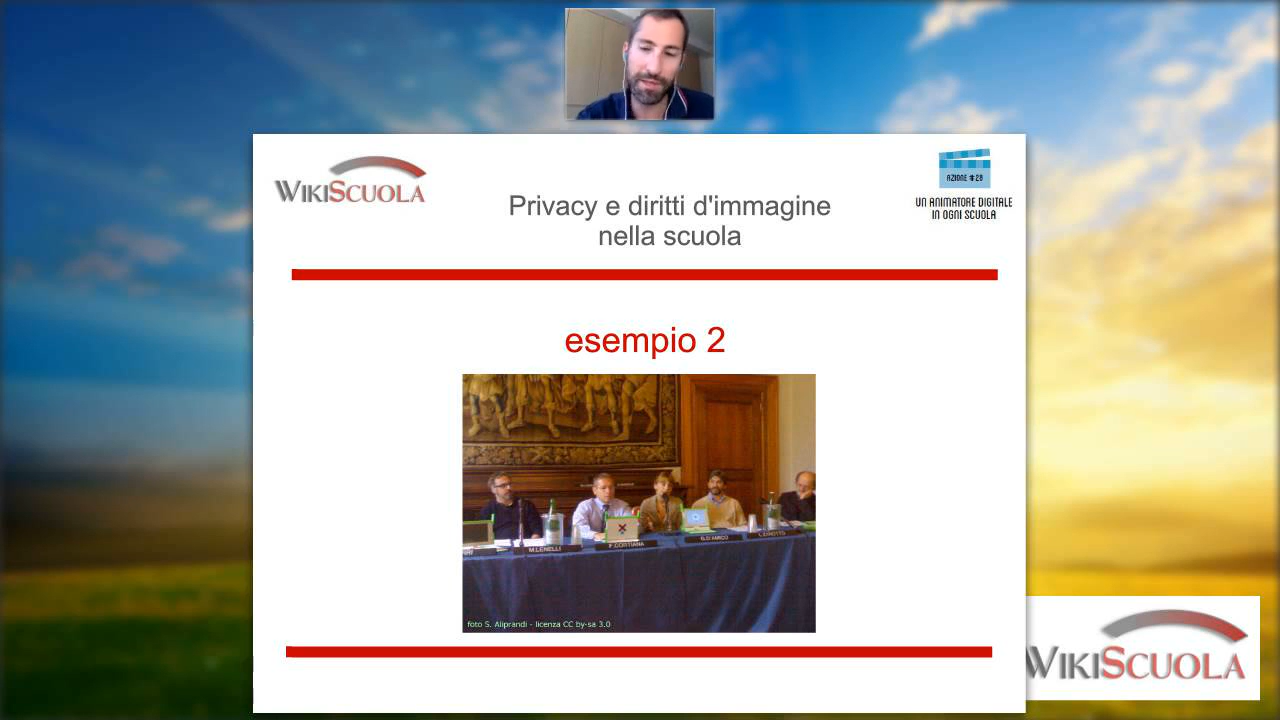 WIKISCUOLA
AZIONE #28
UN ANIMATORE DIGITALE
IN OGNI SCUOLA
Privacy e diritti d'immagine
nella scuola
esempio 2
M.LENELLI
F.CORTIANA
G.D'AMICO
foto S. Aliprandi - licenza CC by-sa 3.0
WIKISCUOLA